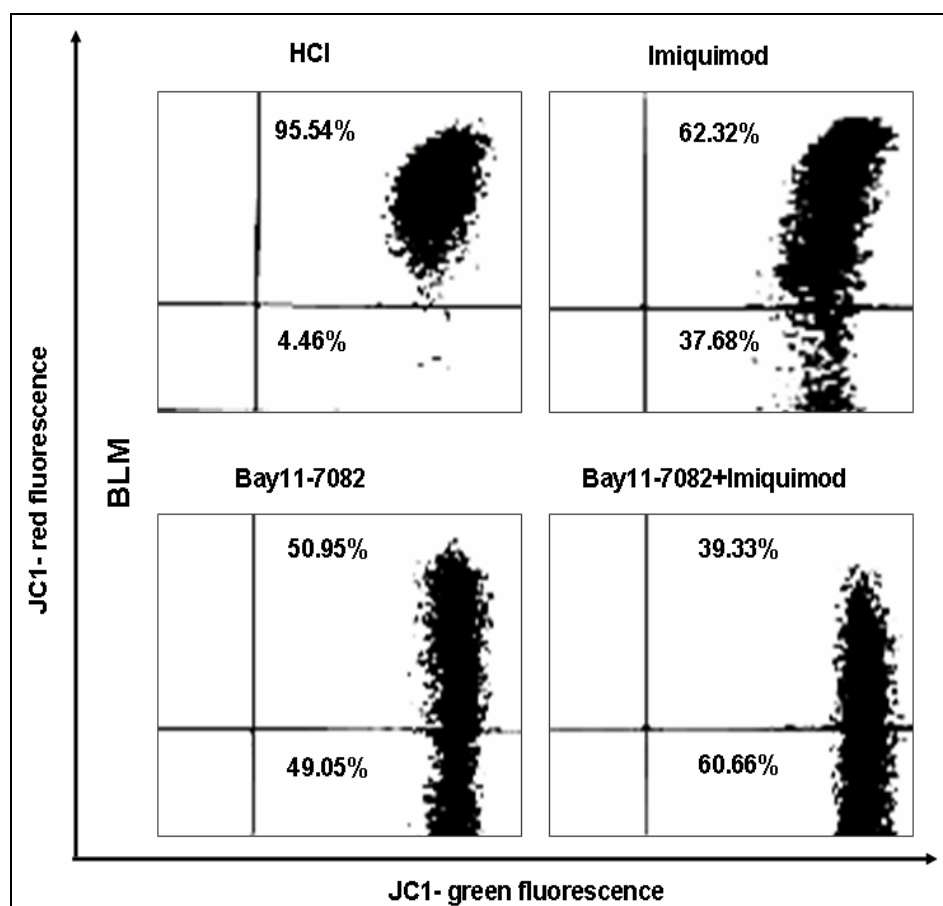 HCl
Imiquimod
95.54%
62.32%
4.46%
37.68%
JC1- red fluorescence
BLM
Bay11-7082
Bay11-7082+Imiquimod
50.95%
39.33%
49.05%
60.66%
JC1- green fluorescence